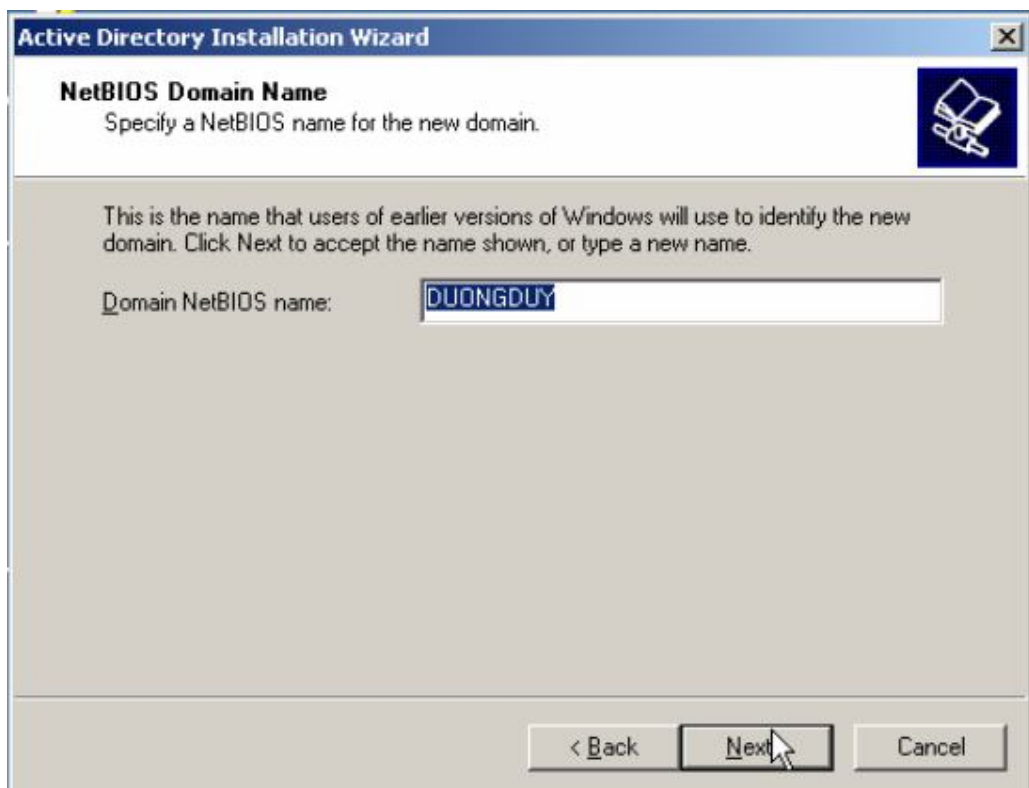 Active Directory Installation Wizard
NetBIOS Domain Name
Specify a NetBIOS name for the new domain.
This is the name that users of earlier versions of Windows will use to identify the new
domain. Click Next to accept the name shown, or type a new name.
Domain NetBIOS name: DUONGDUY
< Back Next Cancel